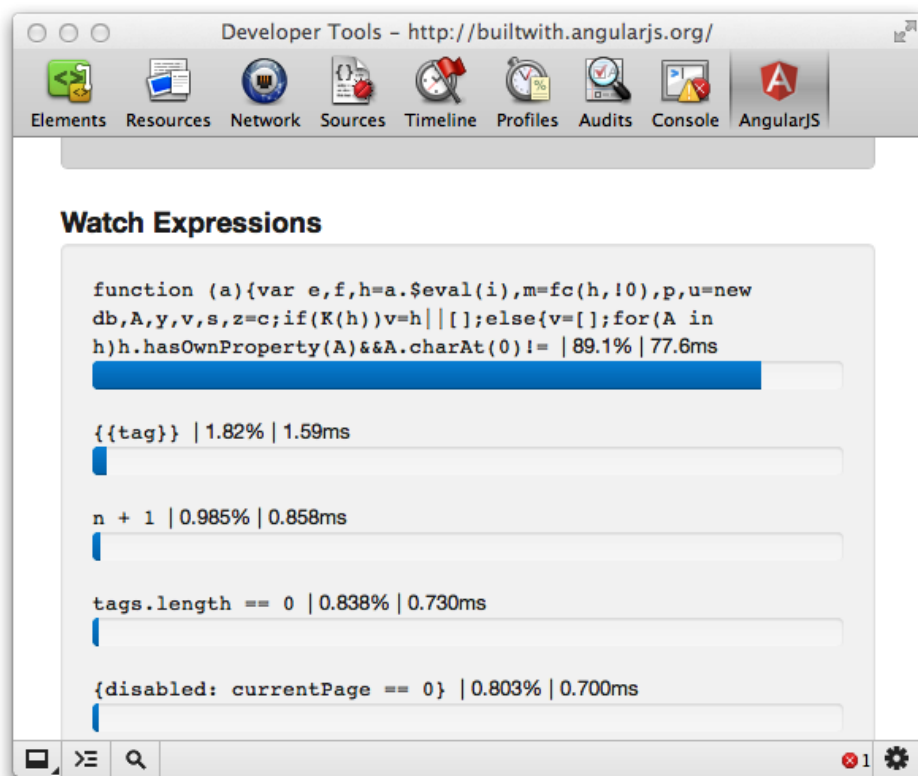 Developer Tools – http://builtwith.angularjs.org/
Elements Resources Network Sources Timeline Profiles Audits Console AngularJS
Watch Expressions
function (a){var e,f,h=a.$eval(i),m=fc(h,!0),p,u=new
db,A,y,v,s,z=c;if(K(h))v=h||[];else{v=[];for(A in
h)h.hasOwnProperty(A)&&A.charAt(0)!= | 89.1% | 77.6ms
{{tag}} | 1.82% | 1.59ms
n + 1 | 0.985% | 0.858ms
tags.length == 0 | 0.838% | 0.730ms
{disabled: currentPage == 0} | 0.803% | 0.700ms
1